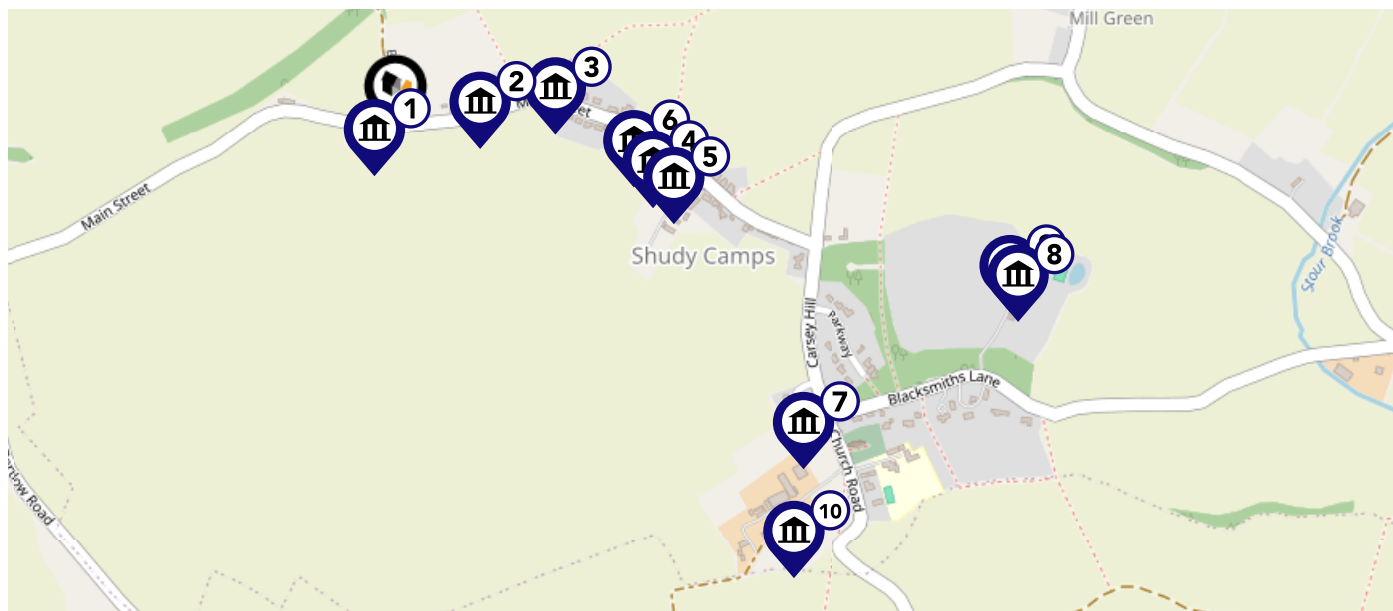 Mill Green
3
2
1
6
4
5
Main Street
Shudy Camps
8
Stour Brook
Carsey Hill
Parkway
Blacksmiths Lane
7
Church Road
10